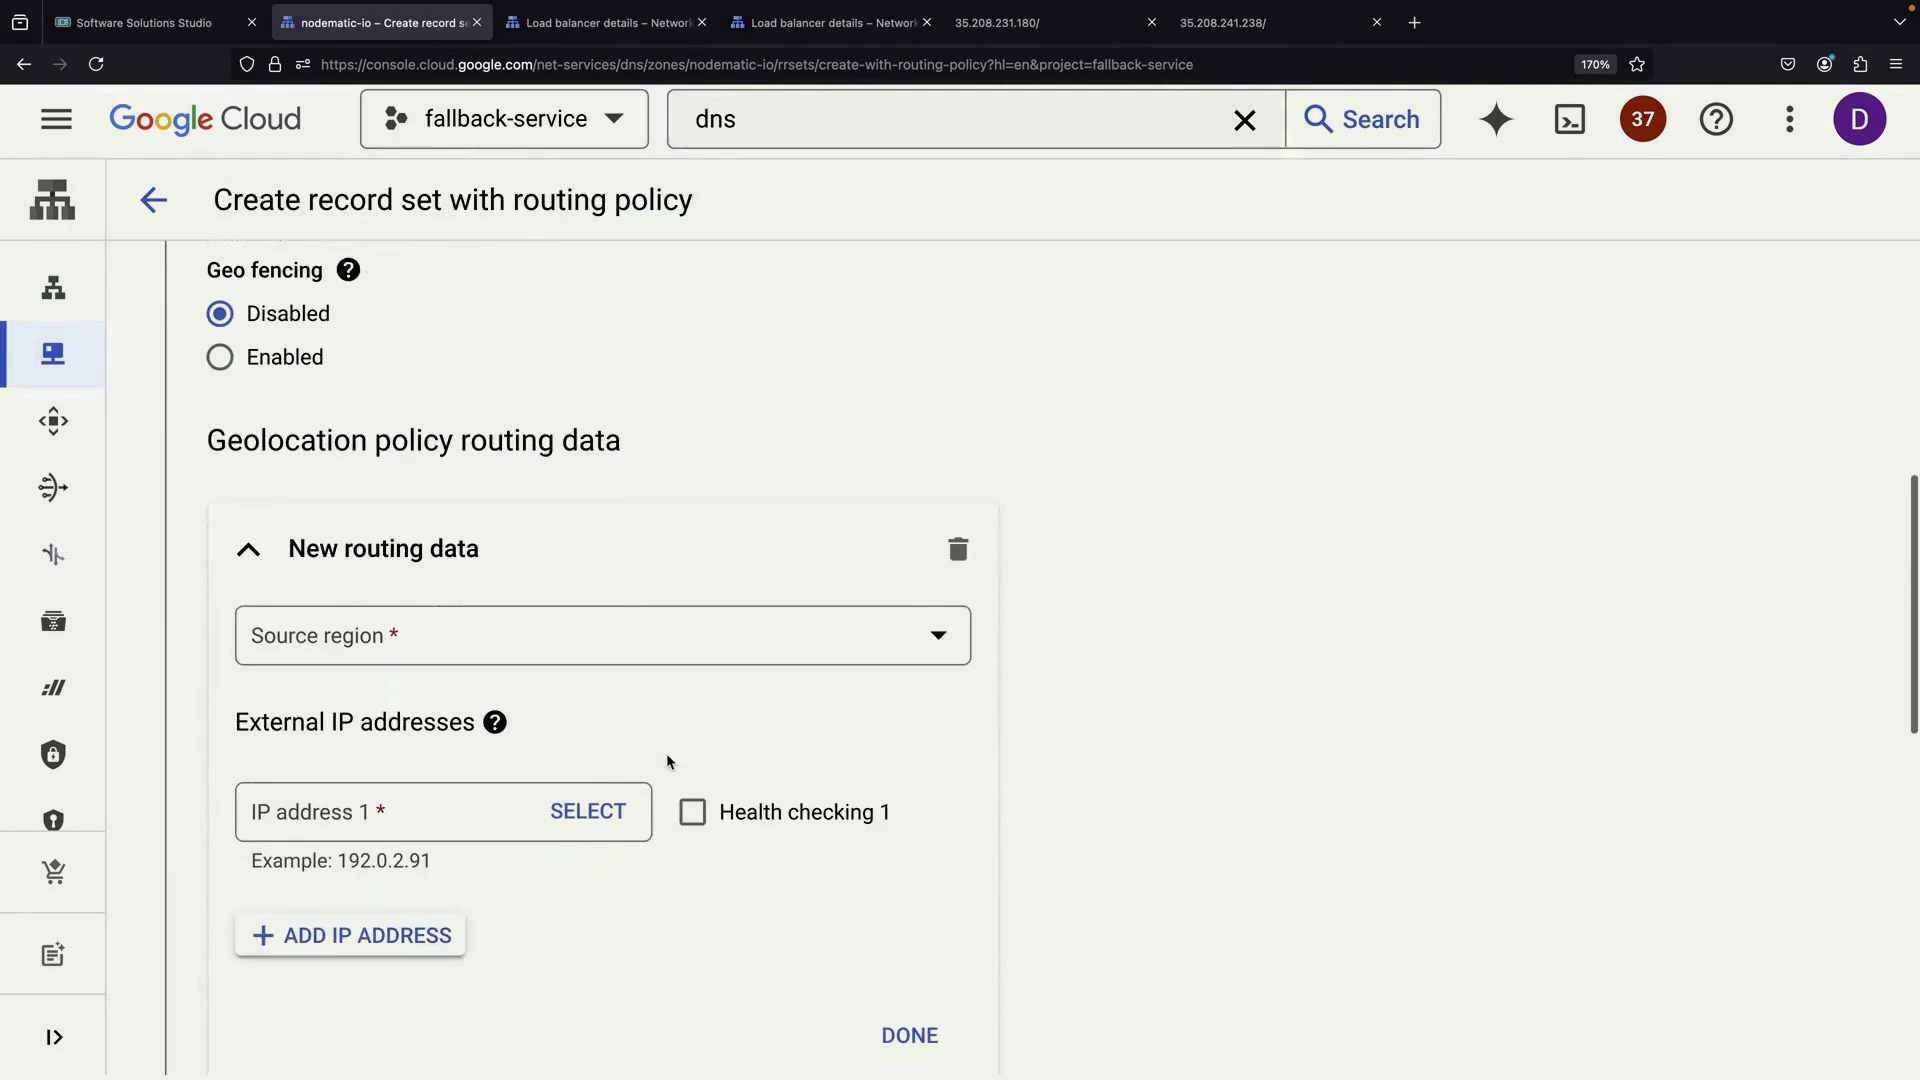 Software Solutions Studio
nodematic-io – Create record s
Load balancer details – Network
Load balancer details – Network
35.208.231.180/
35.208.241.238/
https://console.cloud.google.com/net-services/dns/zones/nodematic-io/rrsets/create-with-routing-policy?hl=en&project=fallback-service
170%
Google Cloud
fallback-service
dns
Search
37
D
Create record set with routing policy
Geo fencing
Disabled
Enabled
Geolocation policy routing data
New routing data
Source region *
External IP addresses
IP address 1 *
SELECT
Health checking 1
Example: 192.0.2.91
+ ADD IP ADDRESS
DONE